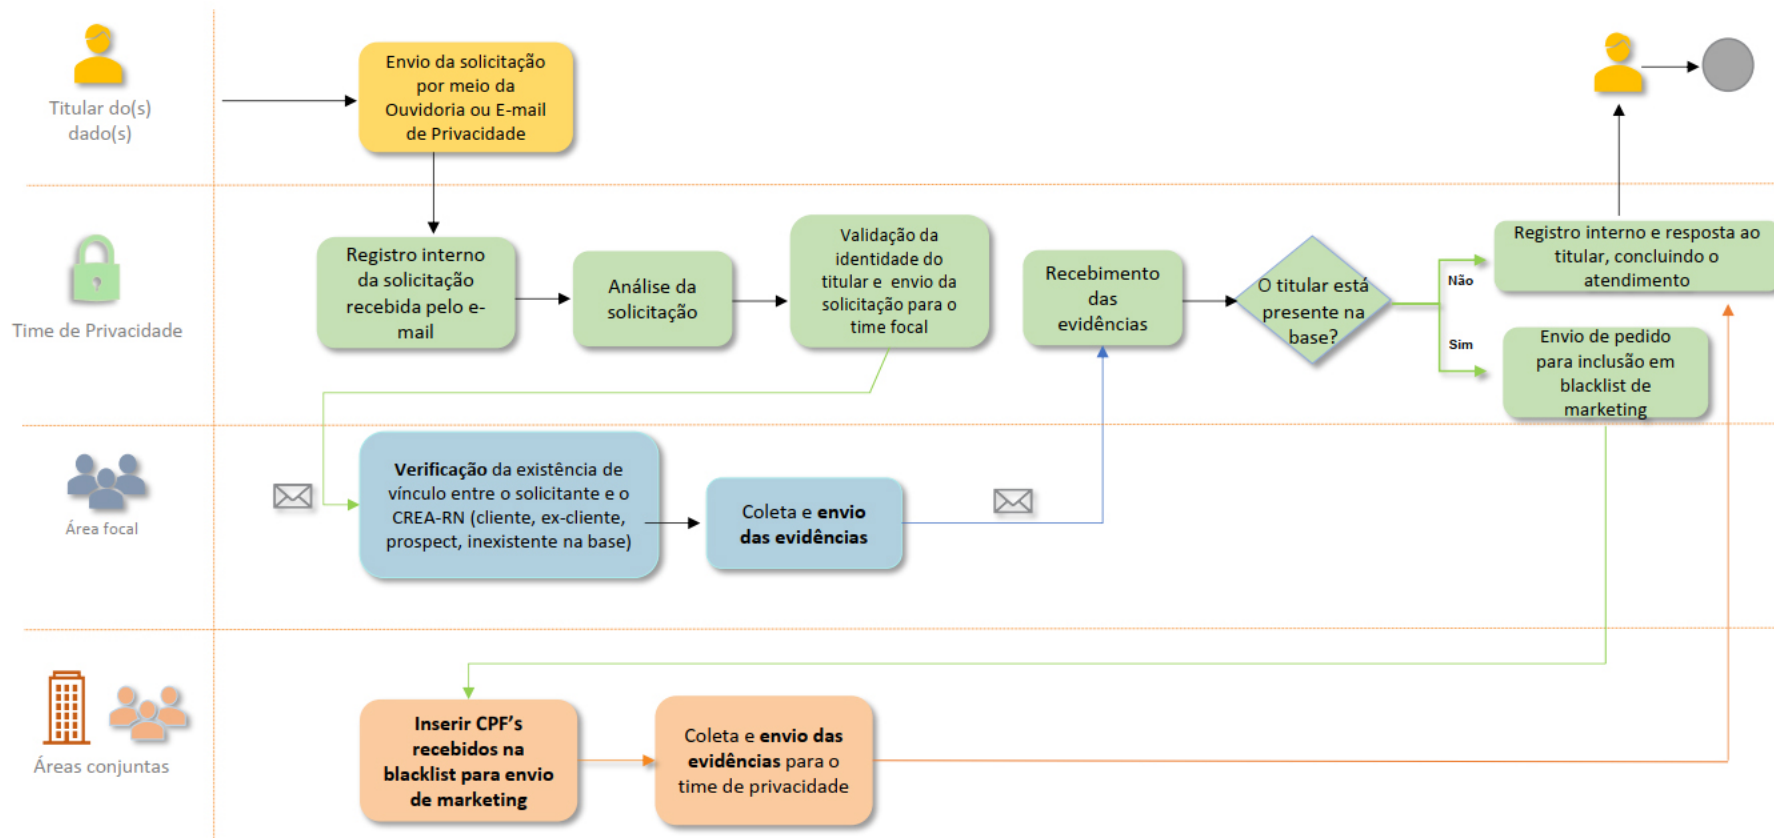 Titular do(s)
dado(s)
Envio da solicitação
por meio da
Ouvidoria ou E-mail
de Privacidade
Time de Privacidade
Registro interno
da solicitação
recebida pelo e-
mail
Análise da
solicitação
Validação da
identidade do
titular e envio da
solicitação para o
time focal
Recebimento
das
evidências
O titular está
presente na
base?
Não
Sim
Registro interno e resposta ao
titular, concluindo o
atendimento
Envio de pedido
para inclusão em
blacklist de
marketing
Área focal
Verificação da existência de
vínculo entre o solicitante e o
CREA-RN (cliente, ex-cliente,
prospect, inexistente na base)
Coleta e envio
das evidências
Áreas conjuntas
Inserir CPF's
recebidos na
blacklist para envio
de marketing
Coleta e envio das
evidências para o
time de privacidade